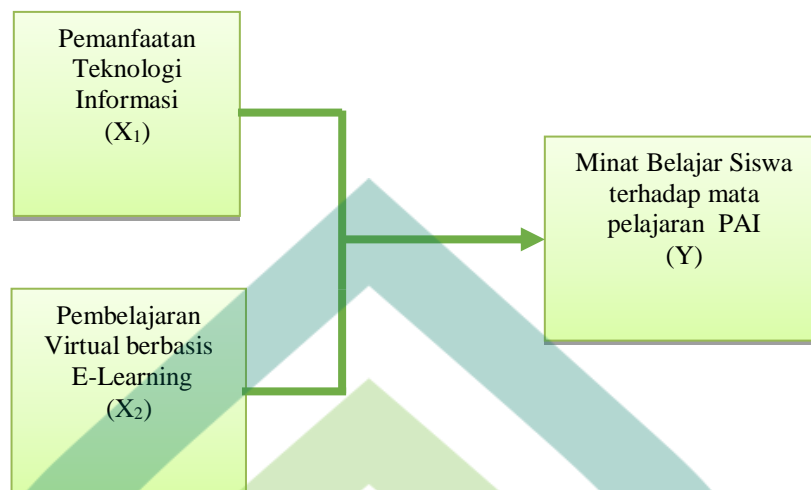 Pemanfaatan
Teknologi
Informasi
(X₁)
Minat Belajar Siswa
terhadap mata
pelajaran PAI
(Y)
Pembelajaran
Virtual berbasis
E-Learning
(X₂)